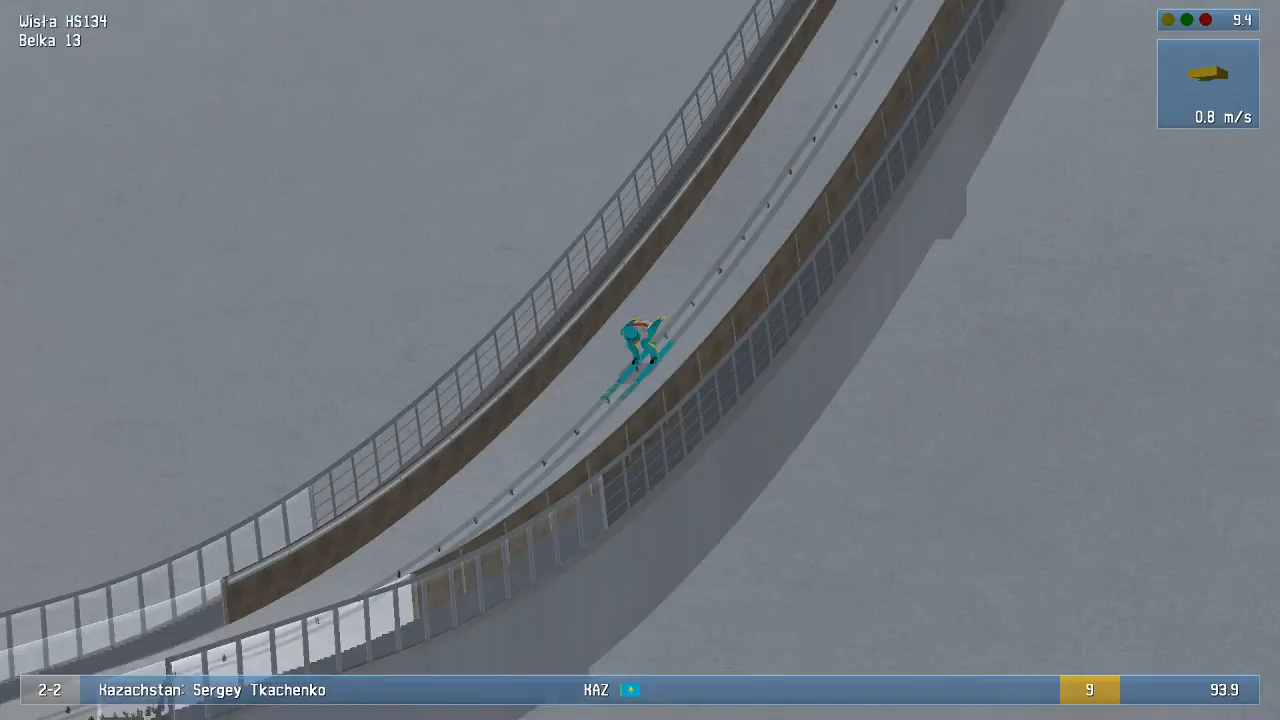 Wisła HS134
Belka 13
9.4
0.8 m/s
2-2 Kazachstan: Sergey Tkachenko KAZ 9 93.9